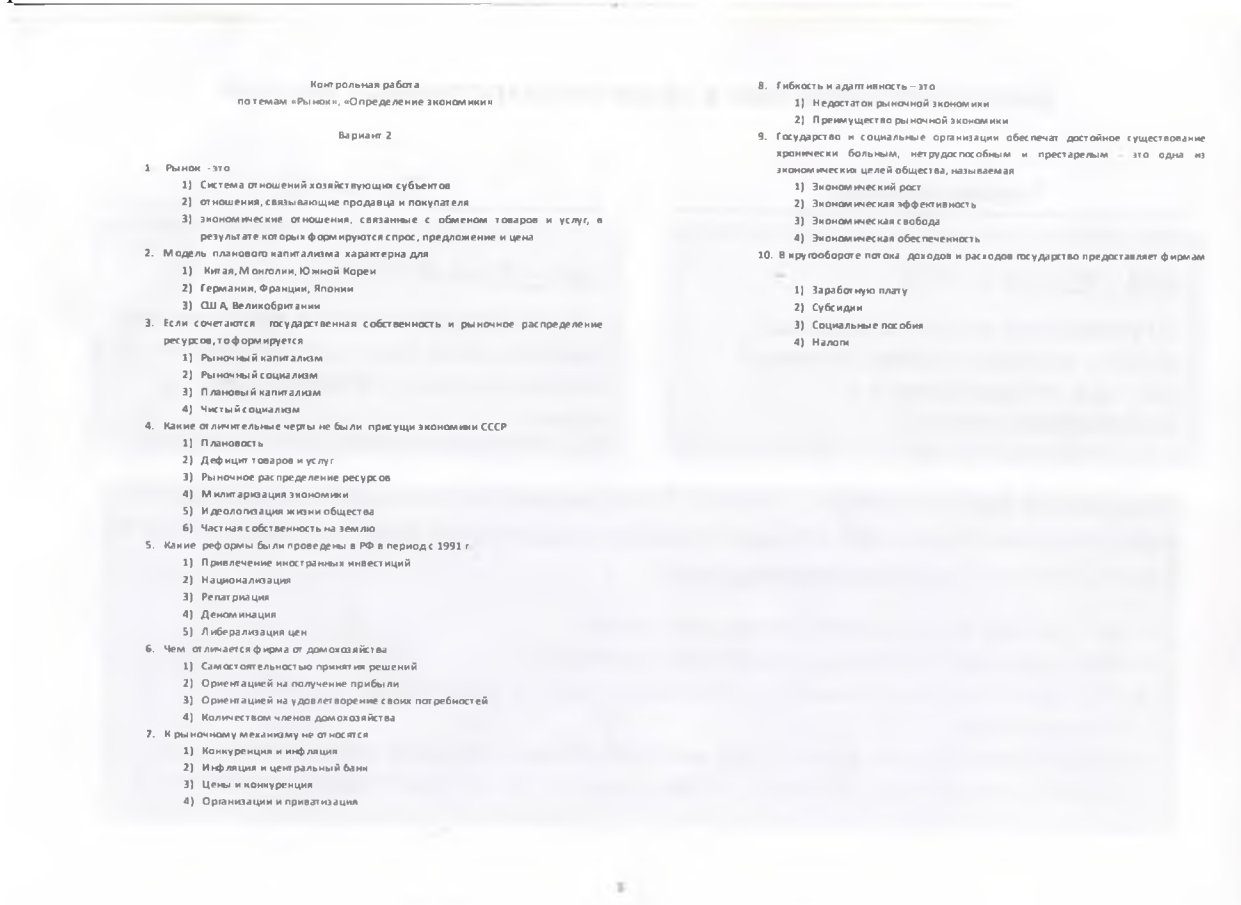 Контрольная работа
по темам «Рынок», «Определение экономики»
Вариант 2
1 Рынок - это
1) Система отношений хозяйствующих субъектов
2) отношения, связывающие продавца и покупателя
3) экономические отношения, связанные с обменом товаров и услуг, в
результате которых формируются спрос, предложение и цена
2. Модель планового капитализма характерна для
1) Китая, Монголии, Южной Кореи
2) Германии, Франции, Японии
3) США, Великобритании
3. Если сочетаются государственная собственность и рыночное распределение
ресурсов, то формируется
1) Рыночный капитализм
2) Рыночный социализм
3) Плановый капитализм
4) Чистый социализм
4. Какие отличительные черты не были присущи экономики СССР
1) Плановость
2) Дефицит товаров и услуг
3) Рыночное распределение ресурсов
4) Милитаризация экономики
5) Идеологизация жизни общества
6) Частная собственность на землю
5. Какие реформы были проведены в РФ в период с 1991 г
1) Привлечение иностранных инвестиций
2) Национализация
3) Репатриация
4) Деноминация
5) Либерализация цен
6. Чем отличается фирма от домохозяйства
1) Самостоятельностью принятия решений
2) Ориентацией на получение прибыли
3) Ориентацией на удовлетворение своих потребностей
4) Количеством членов домохозяйства
7. К рыночному механизму не относятся
1) Конкуренция и инфляция
2) Инфляция и центральный банк
3) Цены и конкуренция
4) Организации и приватизация
8. Гибкость и адаптивность – это
1) Недостаток рыночной экономики
2) Преимущество рыночной экономики
9. Государство и социальные организации обеспечат достойное существование
хронически больным, нетрудоспособным и престарелым – это одна из
экономических целей общества, называемая
1) Экономический рост
2) Экономическая эффективность
3) Экономическая свобода
4) Экономическая обеспеченность
10. В кругообороте потока доходов и расходов государство предоставляет фирмам
–
1) Заработную плату
2) Субсидии
3) Социальные пособия
4) Налоги